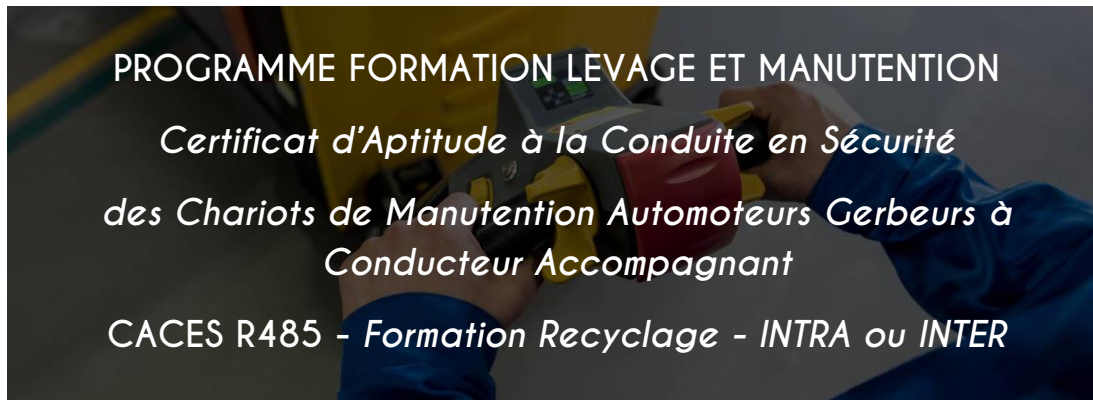 PROGRAMME FORMATION LEVAGE ET MANUTENTION
Certificat d'Aptitude à la Conduite en Sécurité
des Chariots de Manutention Automoteurs Gerbeurs à
Conducteur Accompagnant
CACES R485 - Formation Recyclage - INTRA ou INTER